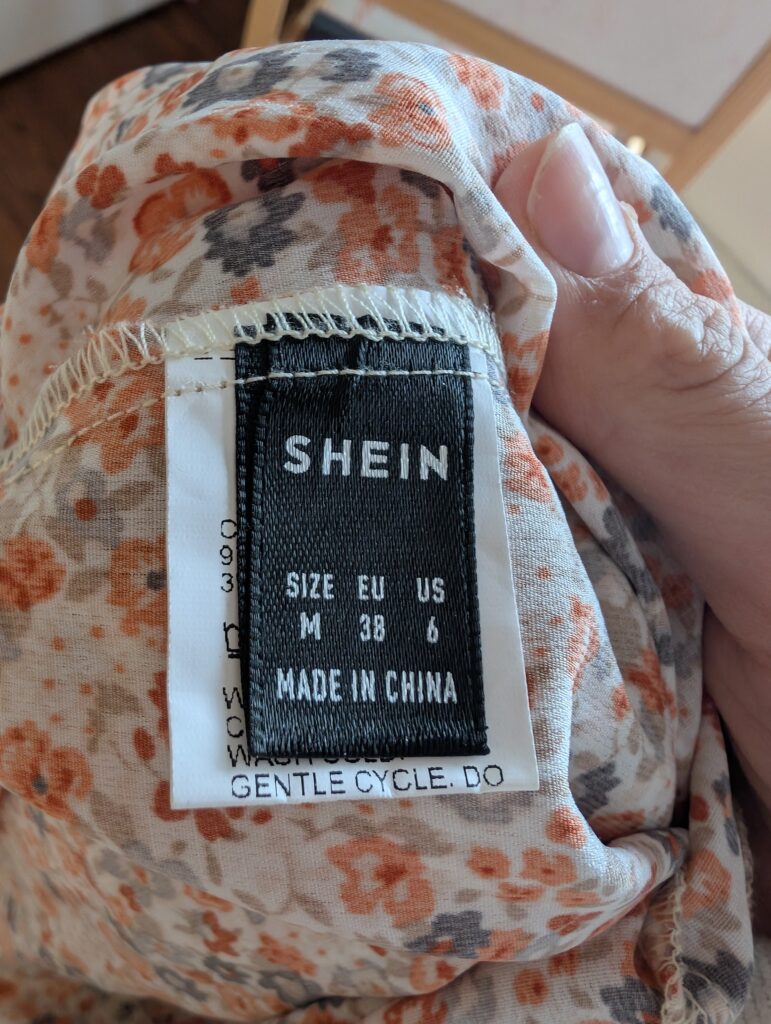 SHEIN
SIZE EU US
M 38 6
MADE IN CHINA
GENTLE CYCLE. DO